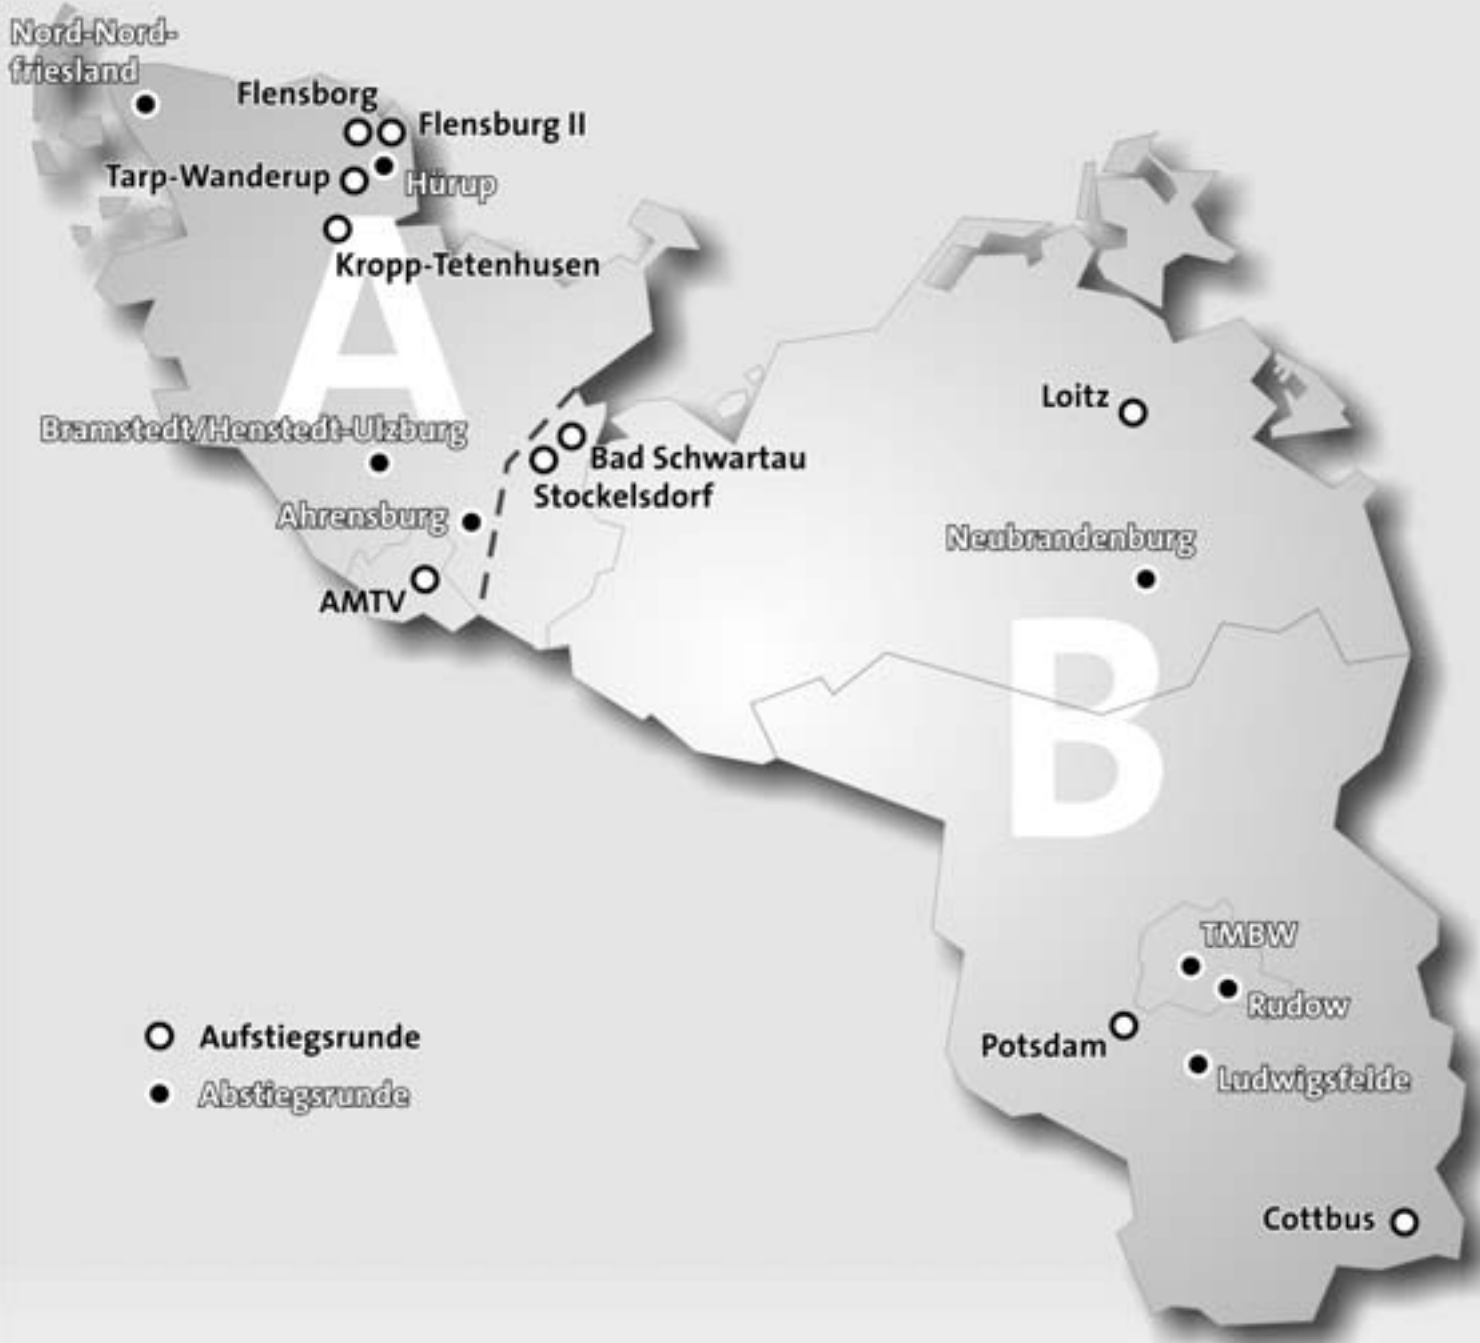 Nord-Nord-
friesland
Flensborg
Flensburg II
Tarp-Wanderup
Hürup
Kropp-Tetenhusen
A
Bramstedt/Henstedt-Ulzburg
Ahrensburg
AMTV
Bad Schwartau
Stockelsdorf
Loitz
Neubrandenburg
B
TMBW
Rudow
Potsdam
Ludwigsfelde
Cottbus
Aufstiegsrunde
Abstiegsrunde